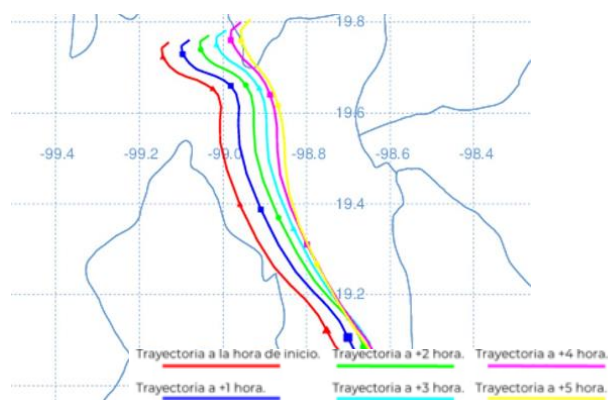 19.8
19.6
-99.4 -99.2 -99.0 -98.8 -98.6 -98.4
19.4
19.2
Trayectoria a la hora de inicio. Trayectoria a +2 hora. Trayectoria a +4 hora.
Trayectoria a +1 hora. Trayectoria a +3 hora. Trayectoria a +5 hora.